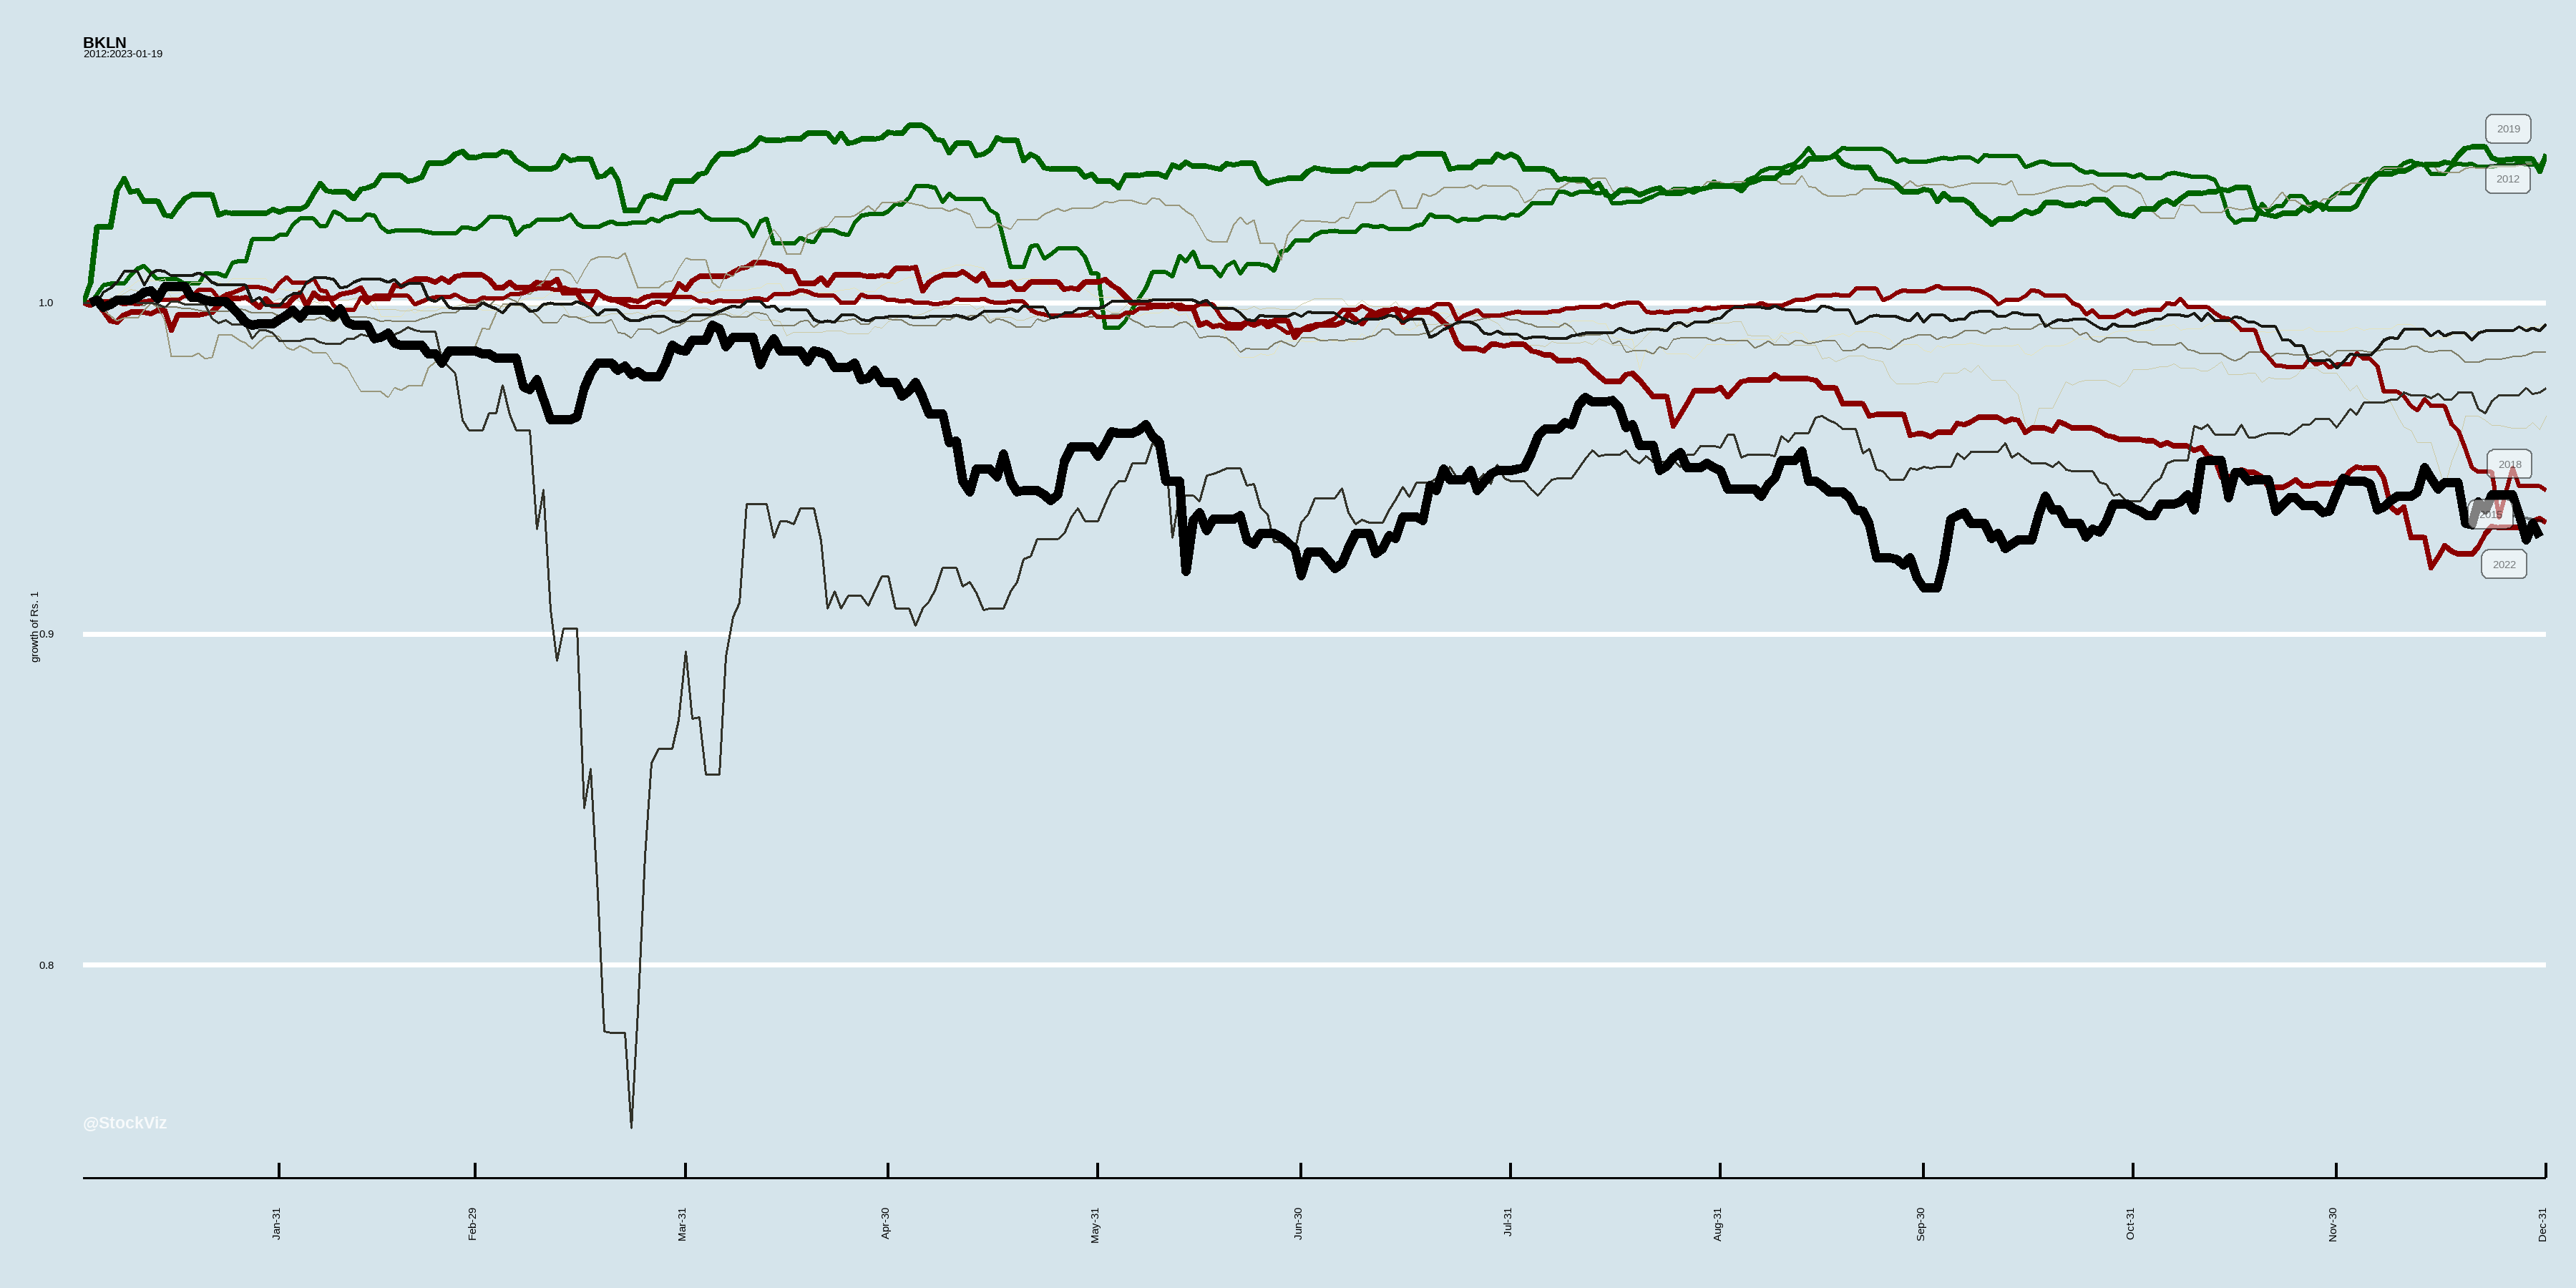 BKLN
2012:2023-01-19
2019
2012
1.0
2018
2015
2022
growth of Rs. 1
0.9
0.8
@StockViz
Jan-31
Feb-29
Mar-31
Apr-30
May-31
Jun-30
Jul-31
Aug-31
Sep-30
Oct-31
Nov-30
Dec-31